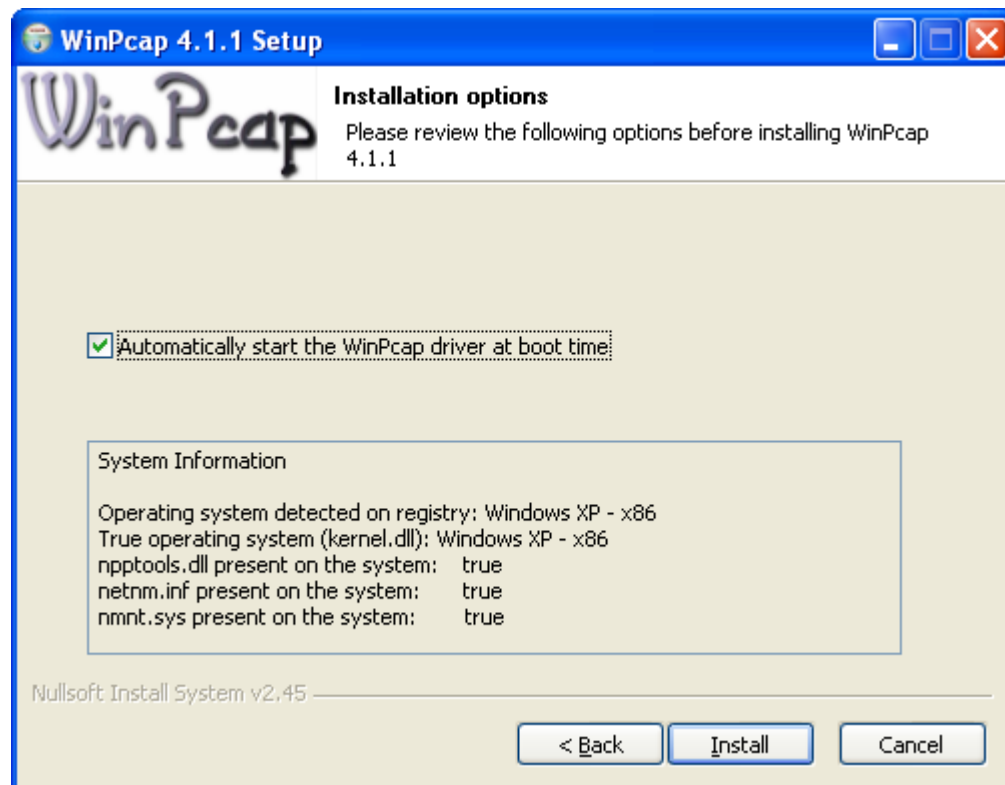 WinPcap 4.1.1 Setup
WinPcap
Installation options
Please review the following options before installing WinPcap
4.1.1
Automatically start the WinPcap driver at boot time
System Information
Operating system detected on registry: Windows XP - x86
True operating system (kernel.dll): Windows XP - x86
npptools.dll present on the system: true
netnm.inf present on the system: true
nmnt.sys present on the system: true
Nullsoft Install System v2.45
< Back Install Cancel